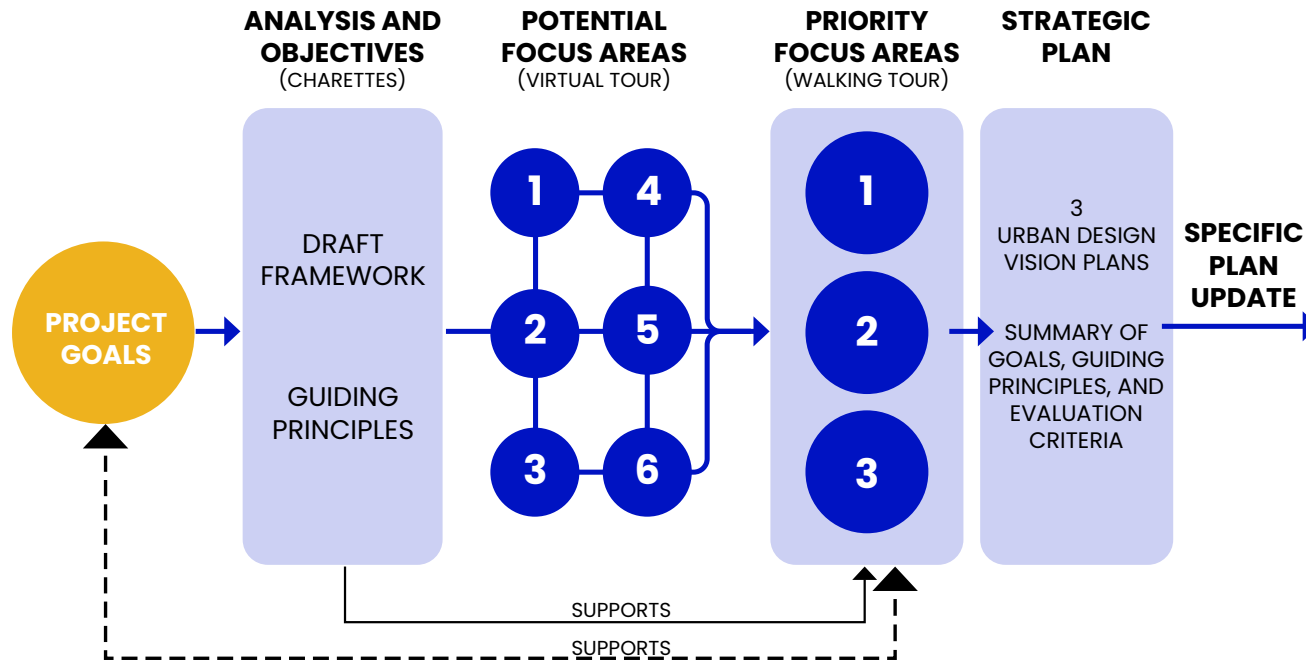 ANALYSIS AND
OBJECTIVES
(CHARETTES)
POTENTIAL
FOCUS AREAS
(VIRTUAL TOUR)
PRIORITY
FOCUS AREAS
(WALKING TOUR)
STRATEGIC
PLAN
PROJECT
GOALS
DRAFT
FRAMEWORK
GUIDING
PRINCIPLES
1
2
3
4
5
6
1
2
3
3
URBAN DESIGN
VISION PLANS
SUMMARY OF
GOALS, GUIDING
PRINCIPLES, AND
EVALUATION
CRITERIA
SPECIFIC
PLAN
UPDATE
SUPPORTS
SUPPORTS